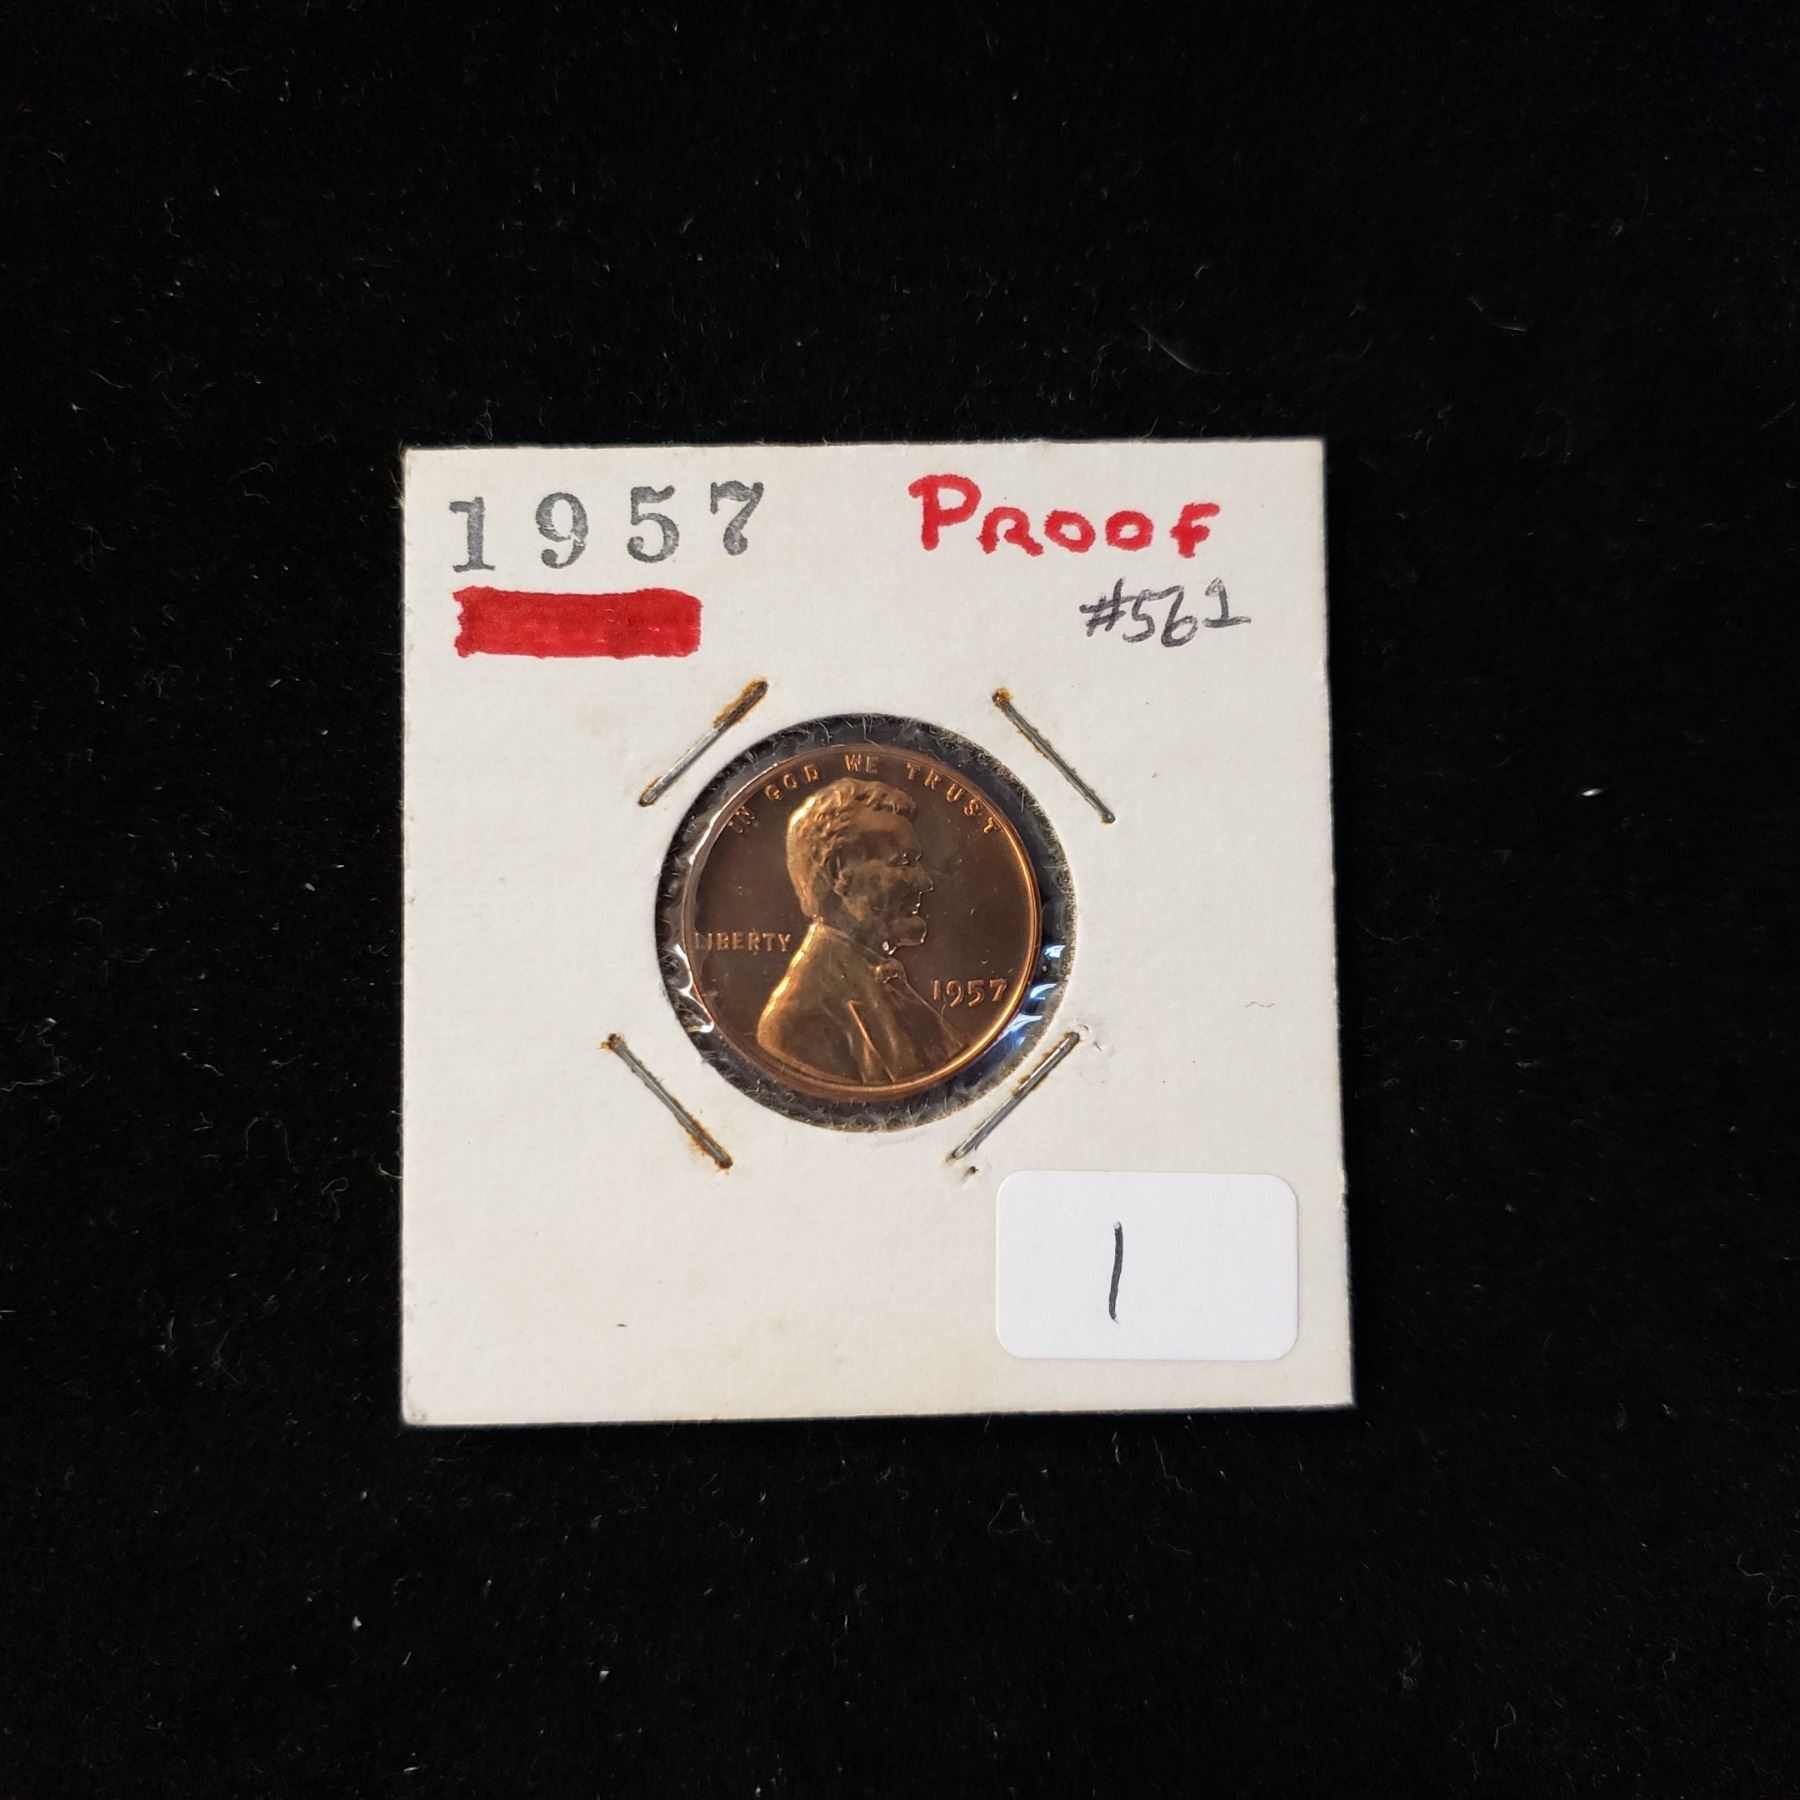 1957 PROOF
#561
IN GOD WE TRUST
LIBERTY
1957
1